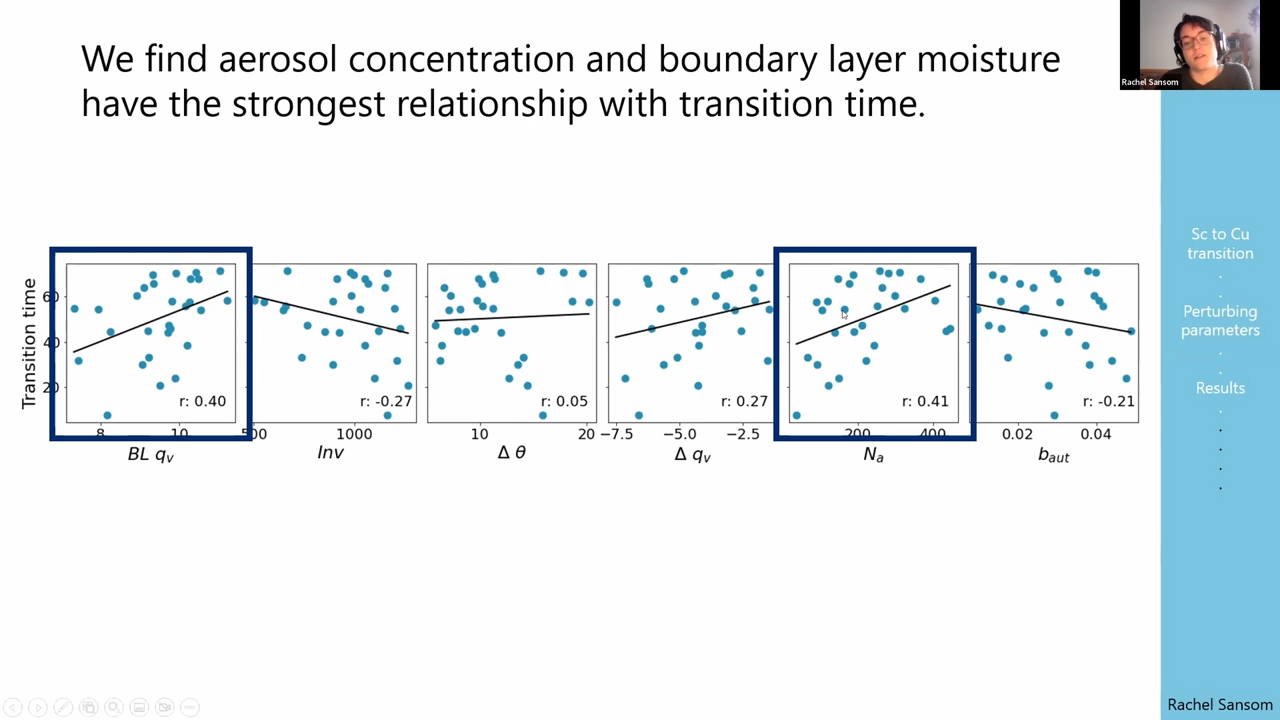 We find aerosol concentration and boundary layer moisture
have the strongest relationship with transition time.
Rachel Sansom
Sc to Cu
transition
Perturbing
parameters
Results
Transition time
60
40
20
r: 0.40
r: -0.27
r: 0.05
r: 0.27
r: 0.41
r: -0.21
8 10
500 1000
10 20
−7.5 −5.0 −2.5
200 400
0.02 0.04
BL qv
Inv
Δ θ
Δ qv
Na
baut
Rachel Sansom